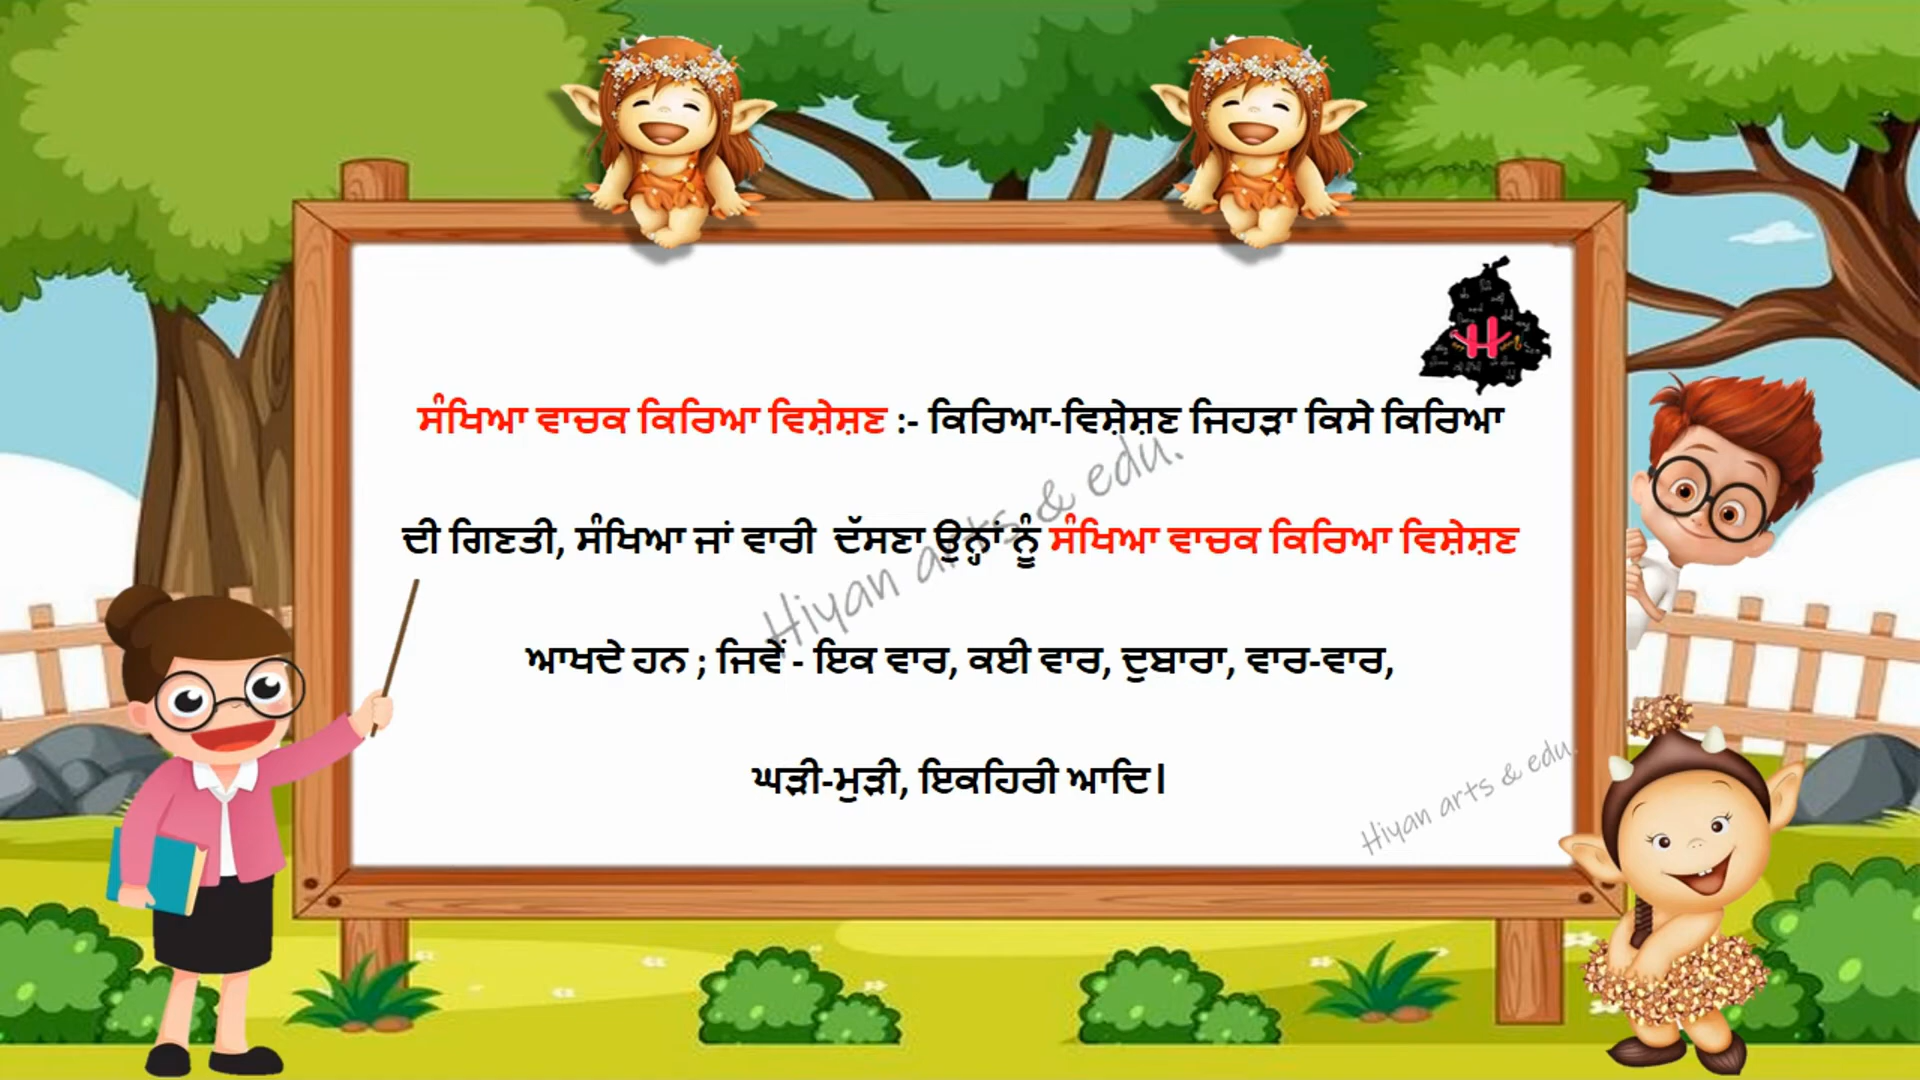 ਸੰਖਿਆ ਵਾਚਕ ਕਿਰਿਆ ਵਿਸ਼ੇਸ਼ਣ :- ਕਿਰਿਆ-ਵਿਸ਼ੇਸ਼ਣ ਜਿਹੜਾ ਕਿਸੇ ਕਿਰਿਆ
ਦੀ ਗਿਣਤੀ, ਸੰਖਿਆ ਜਾਂ ਵਾਰੀ ਦੱਸਣਾ ਉਨ੍ਹਾਂ ਨੂੰ ਸੰਖਿਆ ਵਾਚਕ ਕਿਰਿਆ ਵਿਸ਼ੇਸ਼ਣ
ਆਖਦੇ ਹਨ ; ਜਿਵੇਂ - ਇਕ ਵਾਰ, ਕਈ ਵਾਰ, ਦੁਬਾਰਾ, ਵਾਰ-ਵਾਰ,
ਘੜੀ-ਮੁੜੀ, ਇਕਹਿਰੀ ਆਦਿ।
Hiyan arts & edu.
Hiyan arts & edu.
H